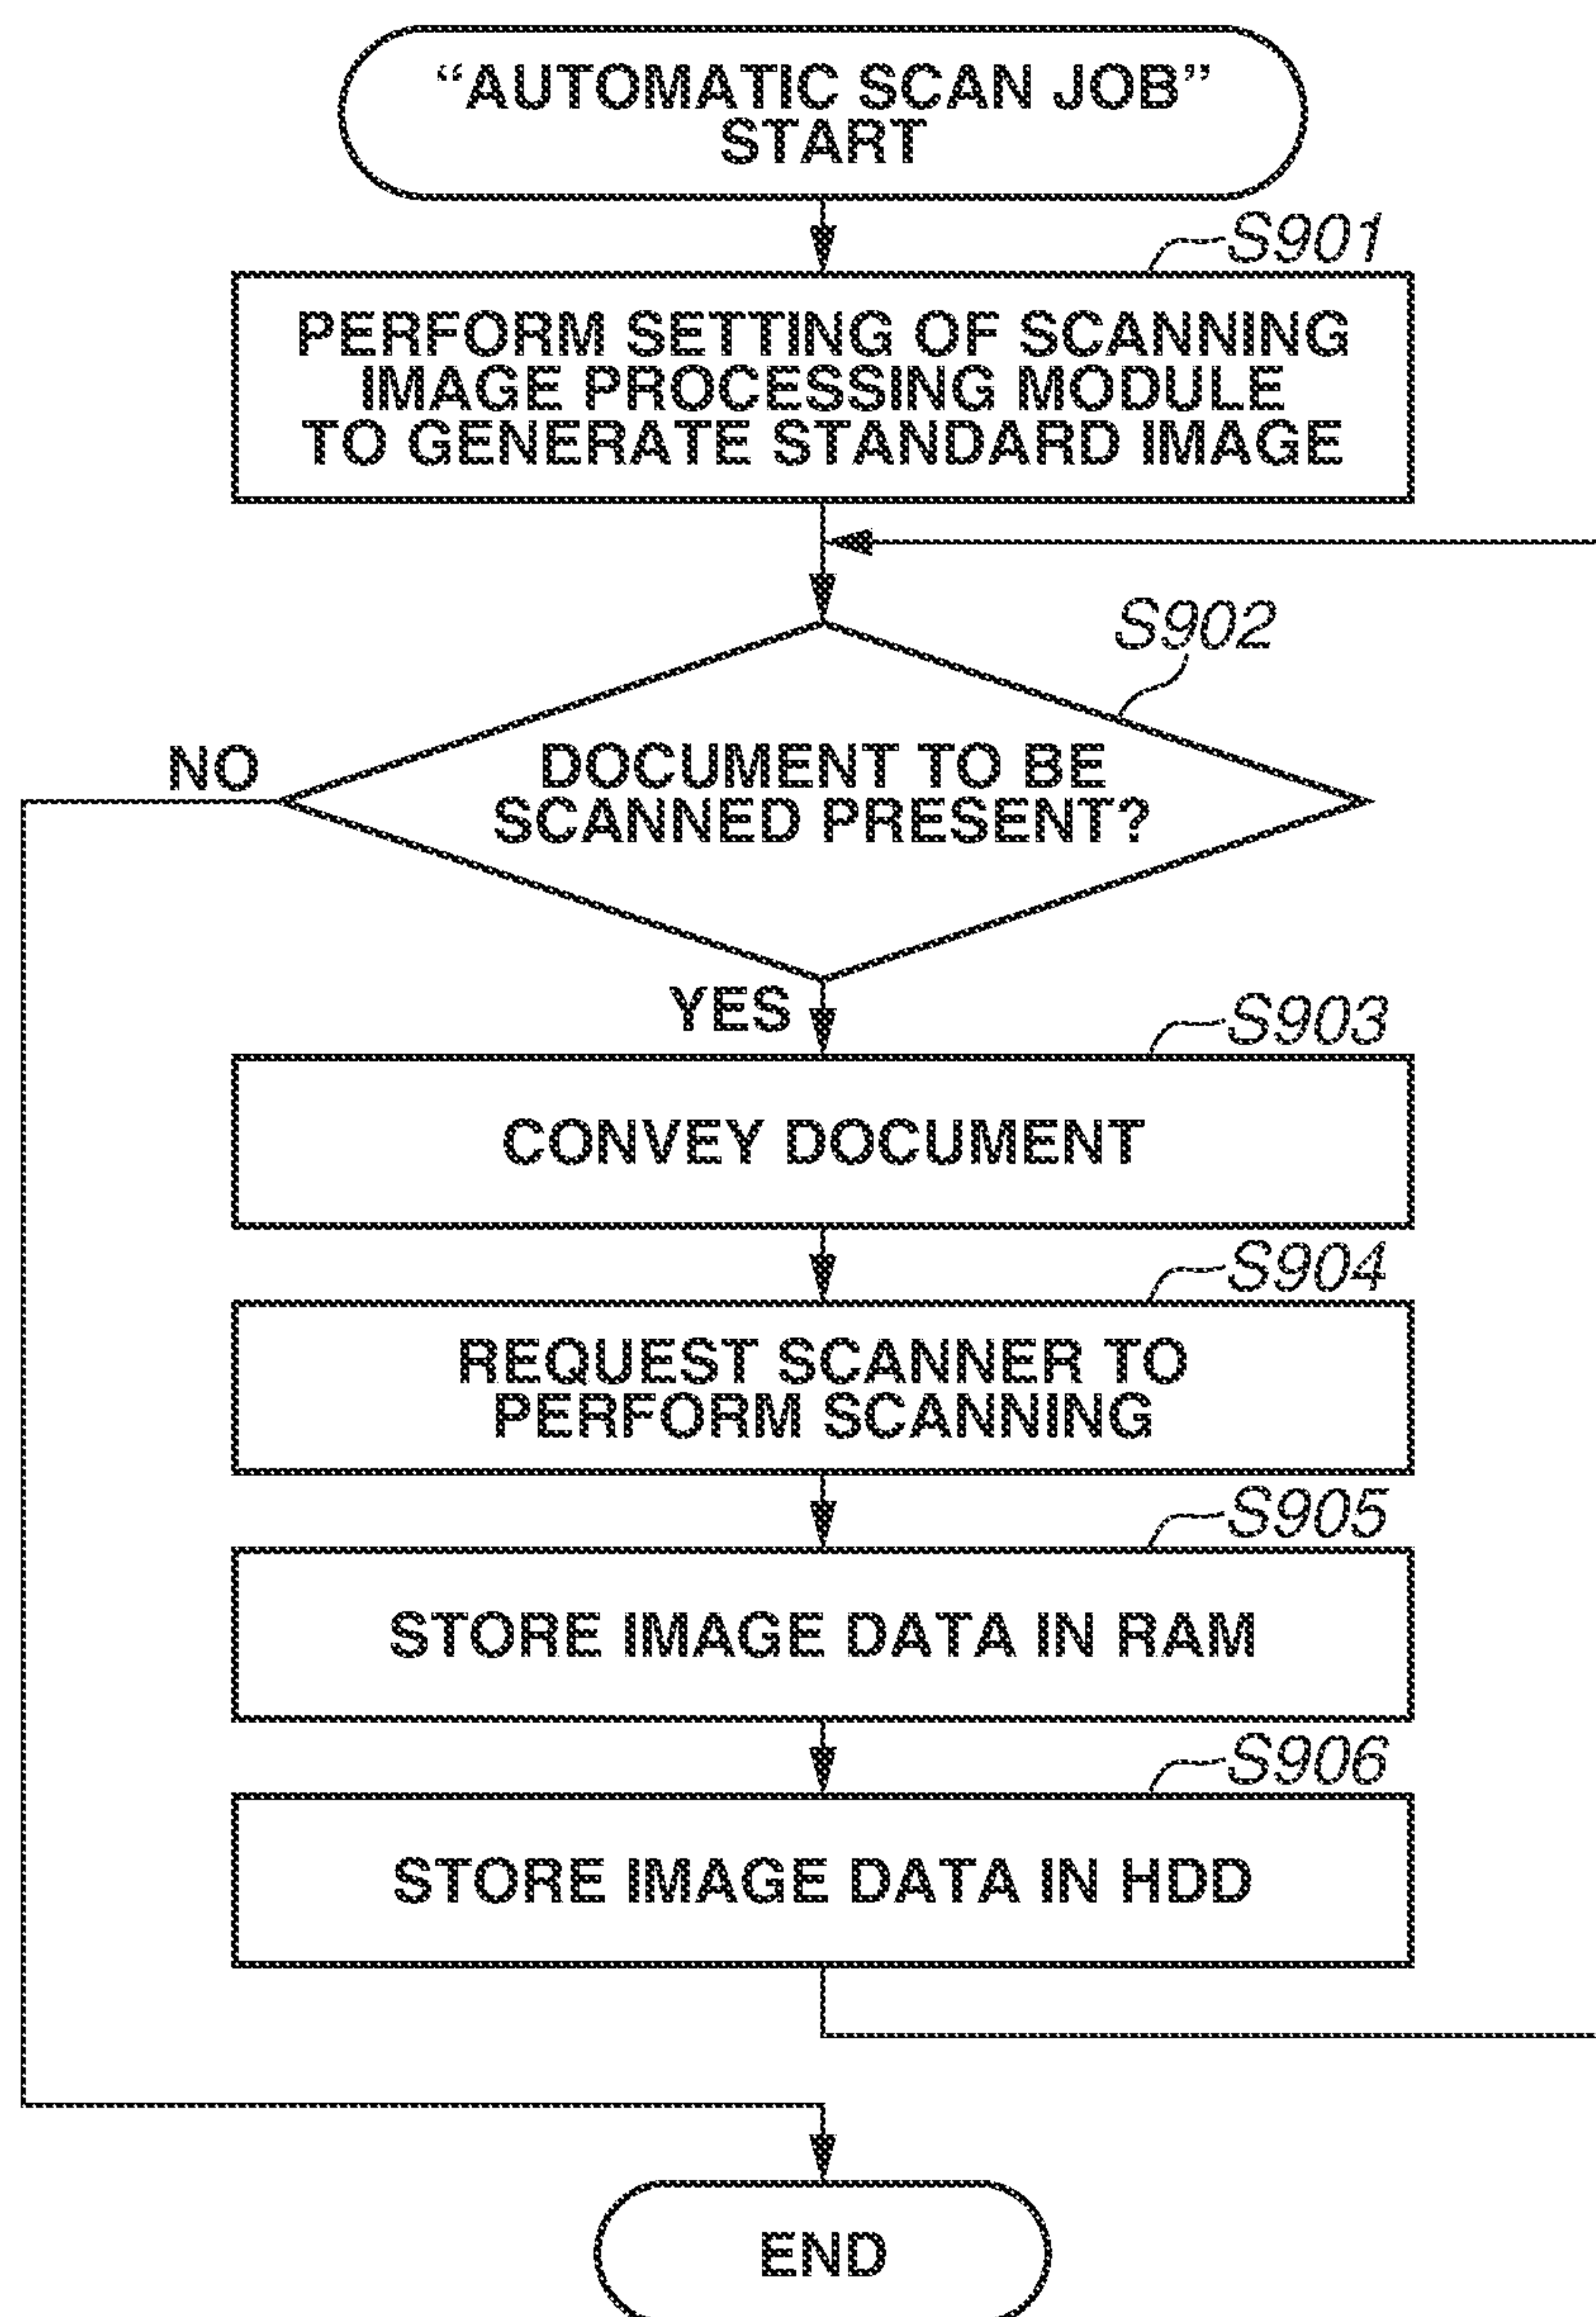 “AUTOMATIC SCAN JOB”
START
S901
PERFORM SETTING OF SCANNING
IMAGE PROCESSING MODULE
TO GENERATE STANDARD IMAGE
S902
NO
DOCUMENT TO BE
SCANNED PRESENT?
YES
S903
CONVEY DOCUMENT
S904
REQUEST SCANNER TO
PERFORM SCANNING
S905
STORE IMAGE DATA IN RAM
S906
STORE IMAGE DATA IN HDD
END